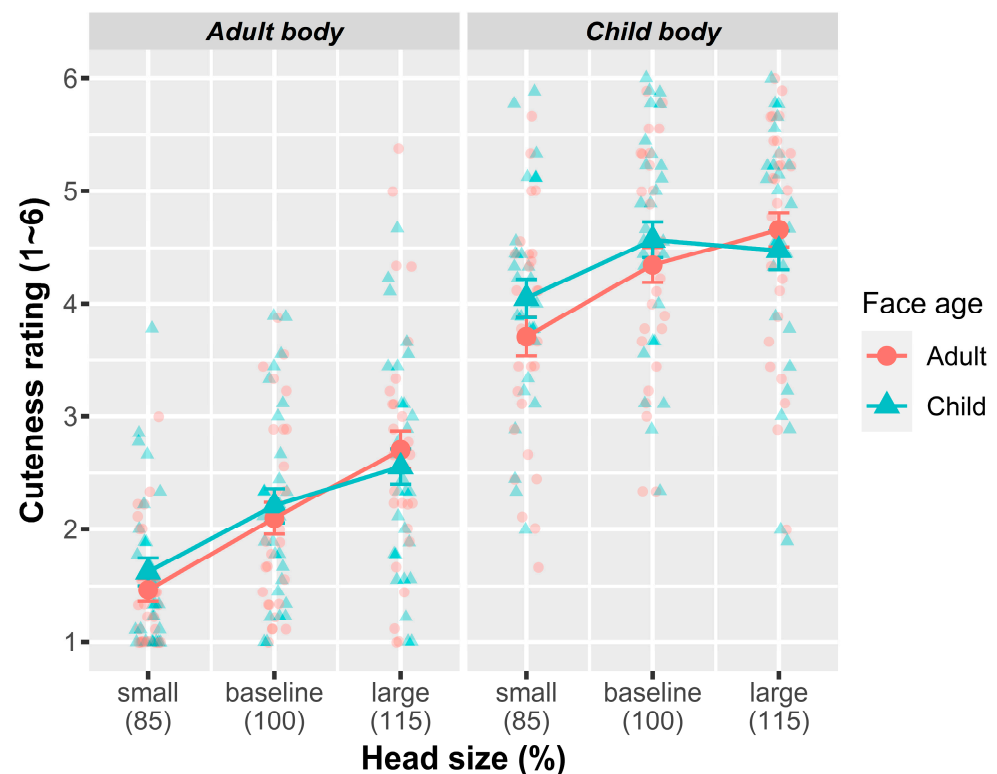 Adult body
Child body
Cuteness rating (1~6)
6
5
4
3
2
1
small baseline large small baseline large
(85) (100) (115) (85) (100) (115)
Head size (%)
Face age
Adult
Child